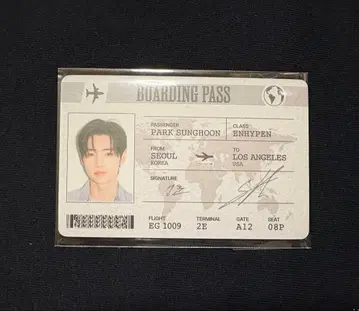 BOARDING PASS
PASSENGER CLASS
PARK SUNGHOON ENHYPEN
FROM TO
SEOUL LOS ANGELES
KOREA USA
SIGNATURE
FLIGHT TERMINAL GATE SEAT
EG 1009 2E A12 08P